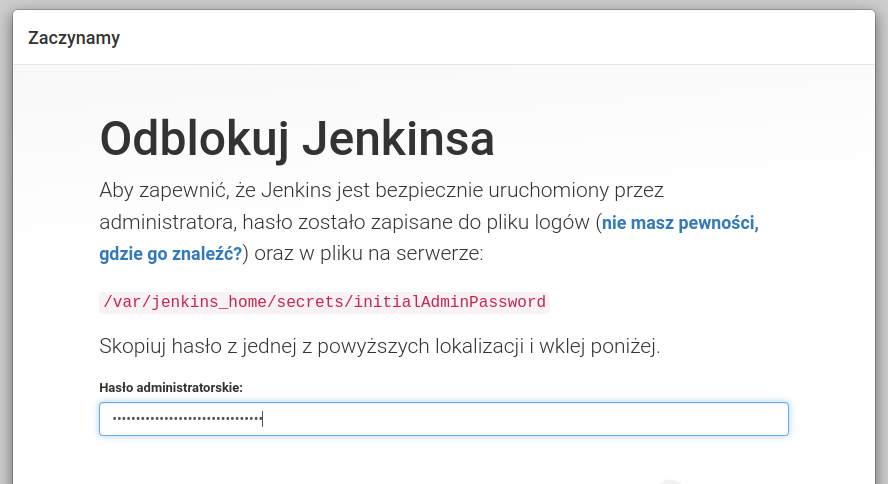 Zaczynamy
Odblokuj Jenkinsa
Aby zapewnić, że Jenkins jest bezpiecznie uruchomiony przez
administratora, hasło zostało zapisane do pliku logów (nie masz pewności,
gdzie go znaleźć?) oraz w pliku na serwerze:
/var/jenkins_home/secrets/initialAdminPassword
Skopiuj hasło z jednej z powyższych lokalizacji i wklej poniżej.
Hasło administratorskie: